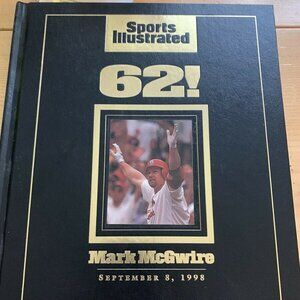 Sports
Illustrated
62!
Mark McGwire
SEPTEMBER 8, 1998